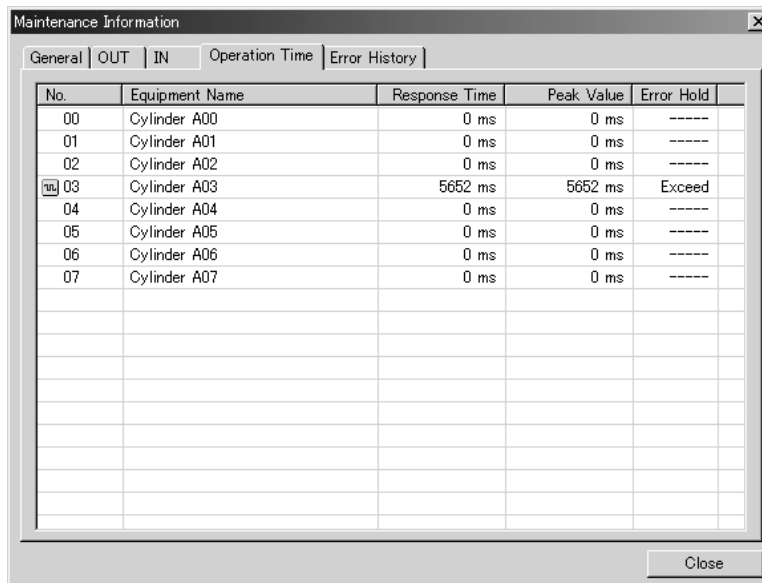 Maintenance Information
General OUT IN Operation Time Error History
No. Equipment Name Response Time Peak Value Error Hold
00 Cylinder A00 0 ms 0 ms -----
01 Cylinder A01 0 ms 0 ms -----
02 Cylinder A02 0 ms 0 ms -----
03 Cylinder A03 5652 ms 5652 ms Exceed
04 Cylinder A04 0 ms 0 ms -----
05 Cylinder A05 0 ms 0 ms -----
06 Cylinder A06 0 ms 0 ms -----
07 Cylinder A07 0 ms 0 ms -----
Close